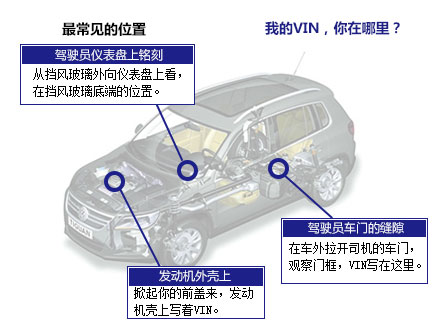 最常见的位置
我的VIN，你在哪里？
驾驶员仪表盘上铭刻
从挡风玻璃外向仪表盘上看，
在挡风玻璃底端的位置。
驾驶员车门的缝隙
在车外拉开司机的车门，
观察门框，VIN写在这里。
发动机外壳上
掀起你的前盖来，发动
机壳上写着VIN。
TIGUAN